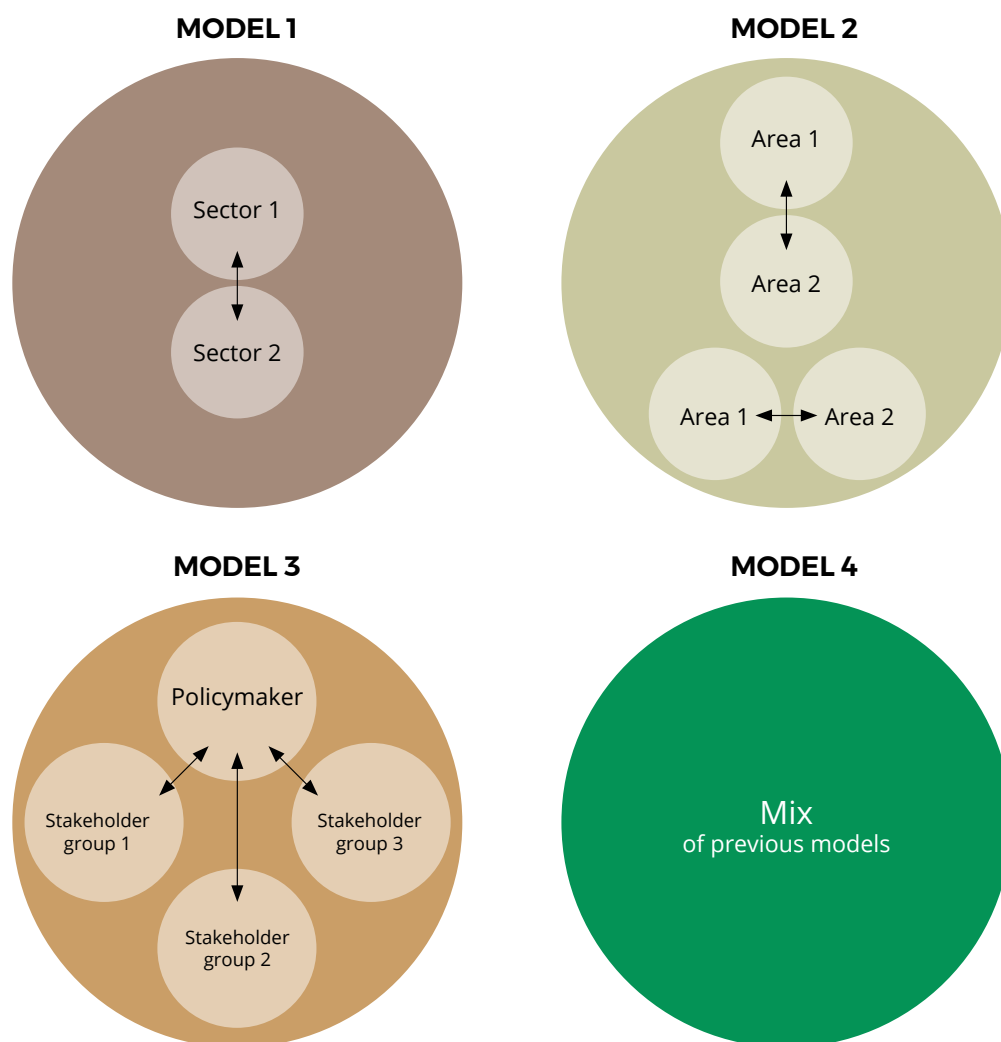 MODEL 1
Sector 1
Sector 2
MODEL 2
Area 1
Area 2
Area 1
Area 2
MODEL 3
Policymaker
Stakeholder
group 1
Stakeholder
group 3
Stakeholder
group 2
MODEL 4
Mix
of previous models